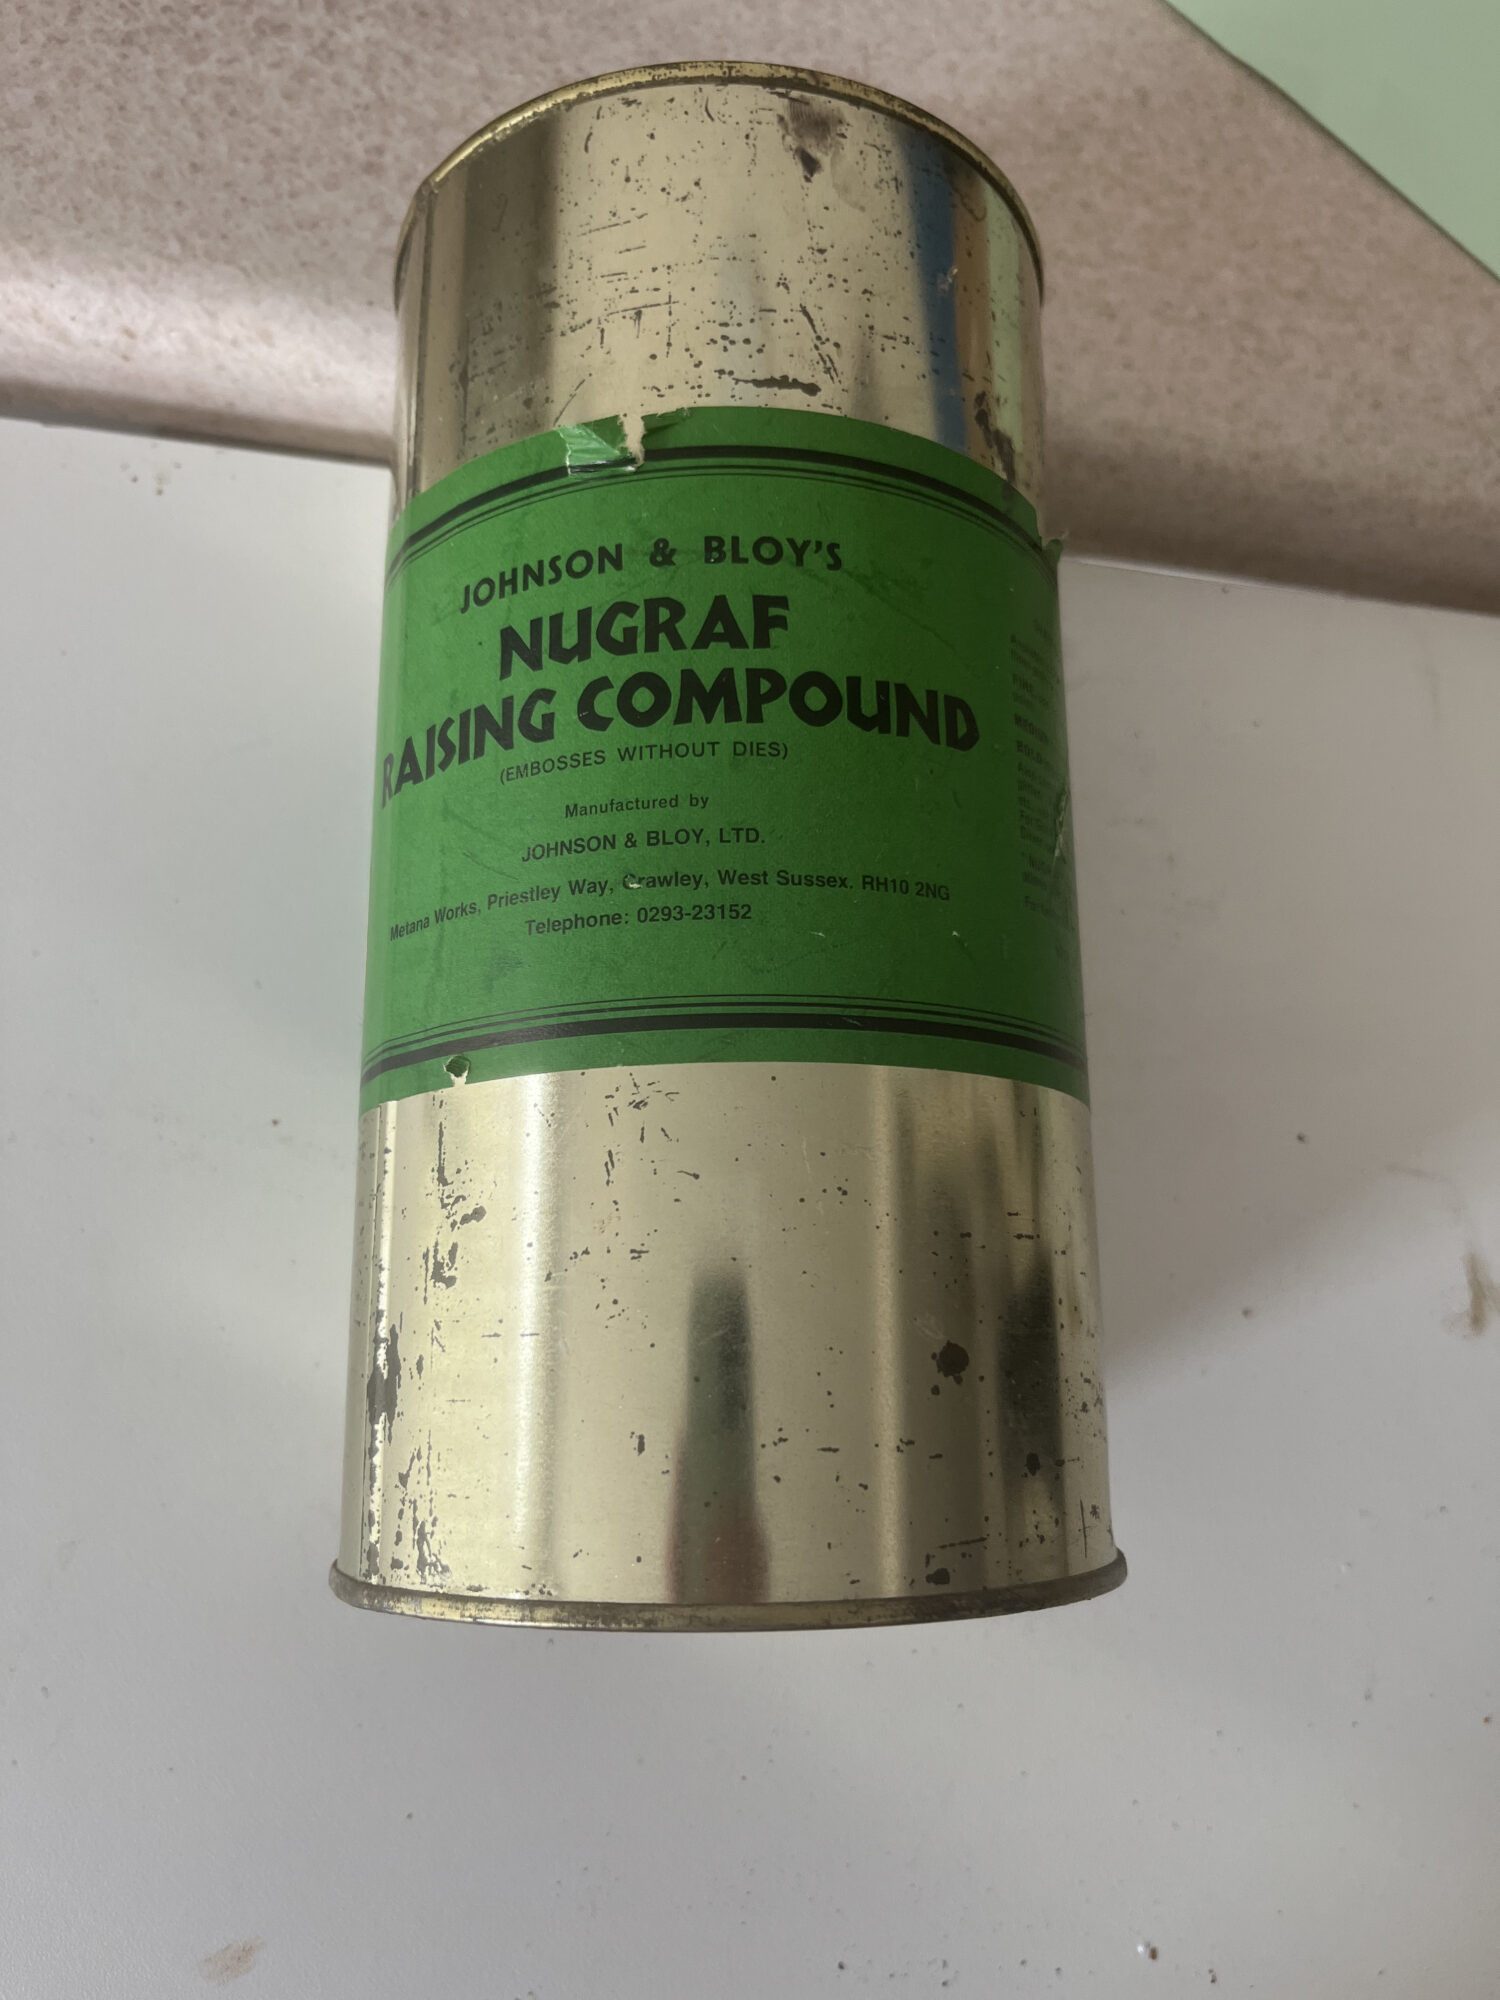 JOHNSON & BLOY'S
NUGRAF
RAISING COMPOUND
(EMBOSSES WITHOUT DIES)
Manufactured by
JOHNSON & BLOY, LTD.
Metana Works, Priestley Way, Crawley, West Sussex. RH10 2NG
Telephone: 0293-23152